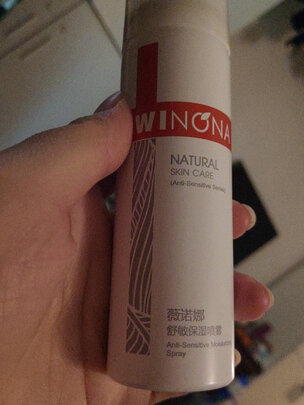 WINONA
NATURAL
SKIN CARE
(Anti-Sensitive Series)
薇诺娜
舒敏保湿喷雾
Anti-Sensitive Moisturizing
Spray